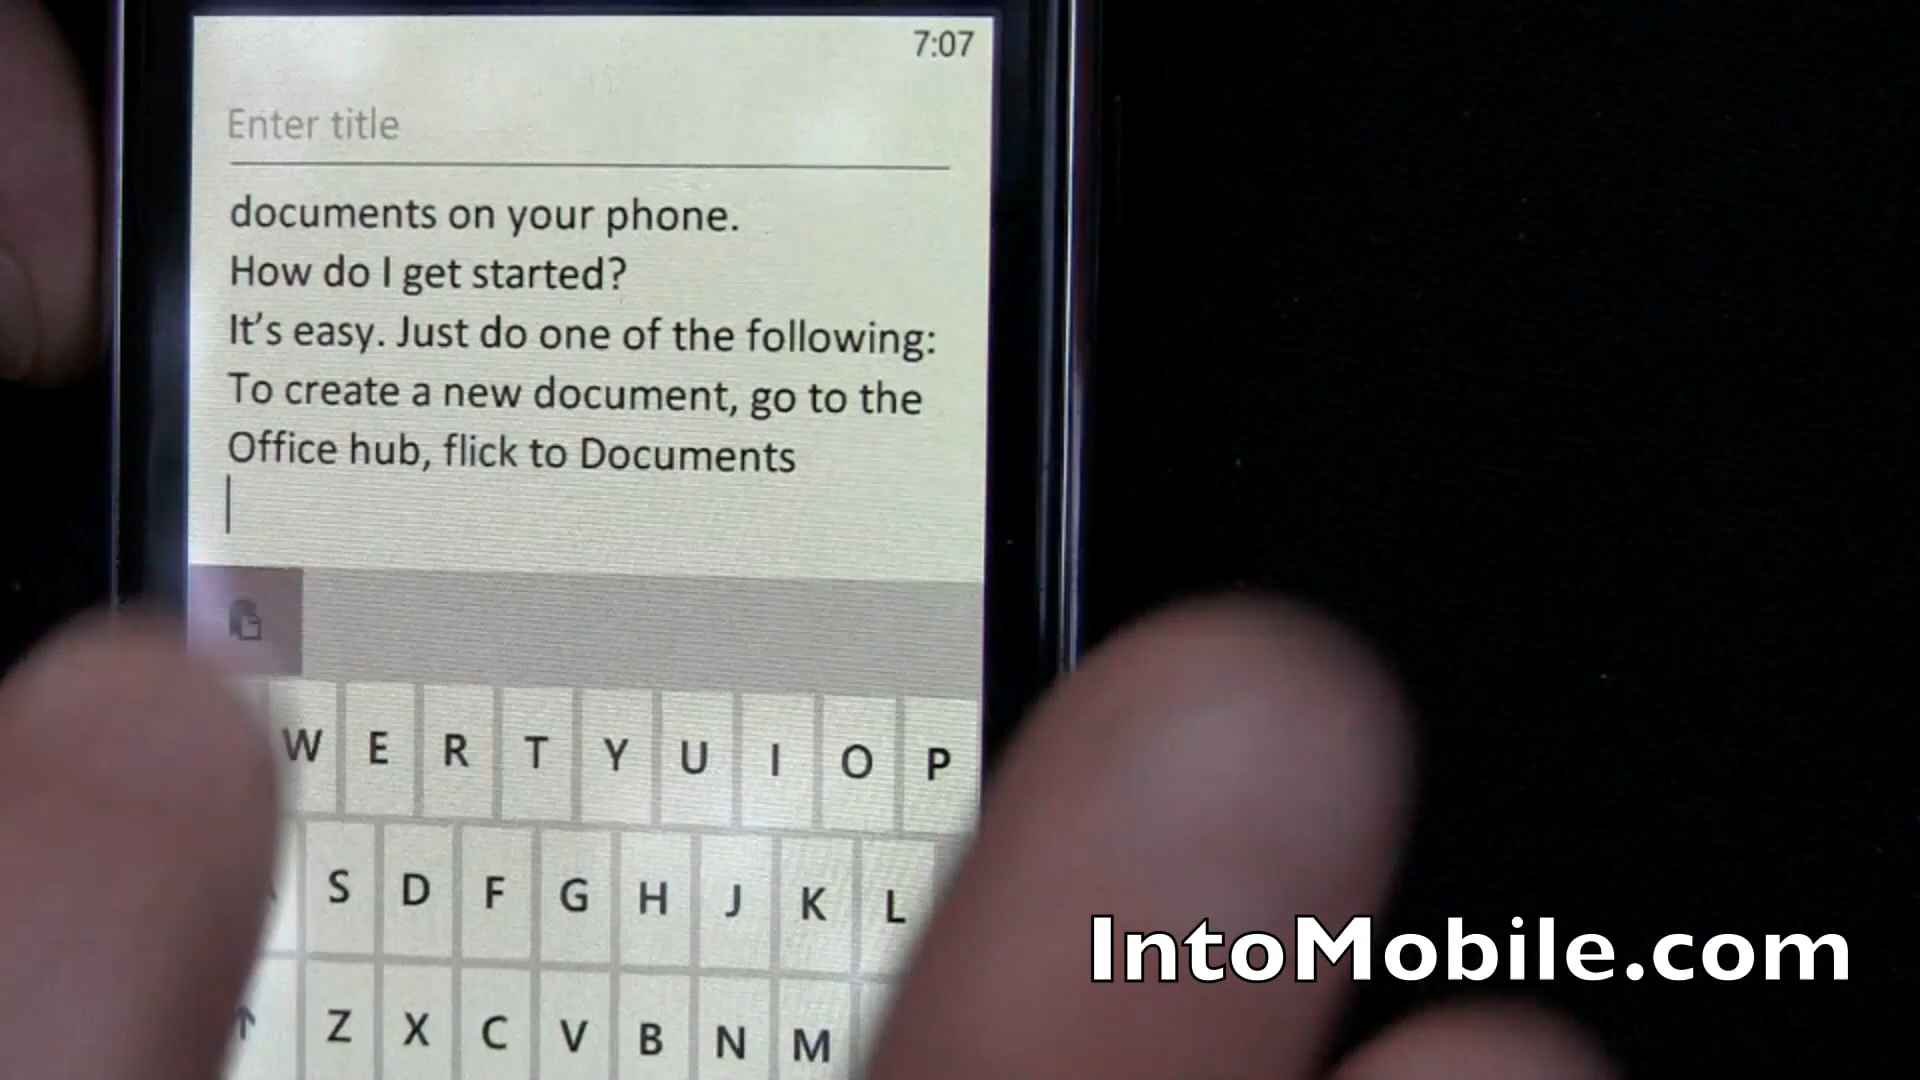 7:07
Enter title
documents on your phone.
How do I get started?
It's easy. Just do one of the following:
To create a new document, go to the
Office hub, flick to Documents
W E R T Y U I O P
S D F G H J K L
Z X C V B N M
IntoMobile.com